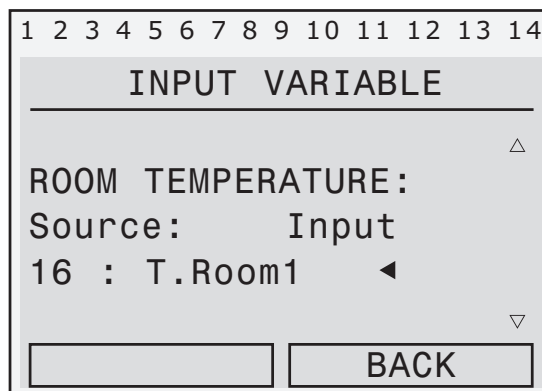 1 2 3 4 5 6 7 8 9 10 11 12 13 14
INPUT VARIABLE
ROOM TEMPERATURE:
Source: Input
16 : T.Room1 ◄
BACK